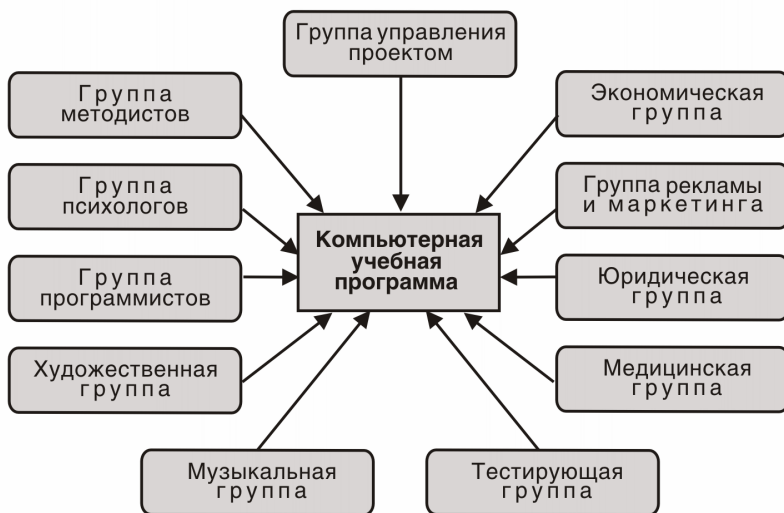 Группа управления
проектом
Группа
методистов
Экономическая
группа
Группа
психологов
Группа рекламы
и маркетинга
Компьютерная
учебная
программа
Группа
программистов
Юридическая
группа
Художественная
группа
Медицинская
группа
Музыкальная
группа
Тестирующая
группа